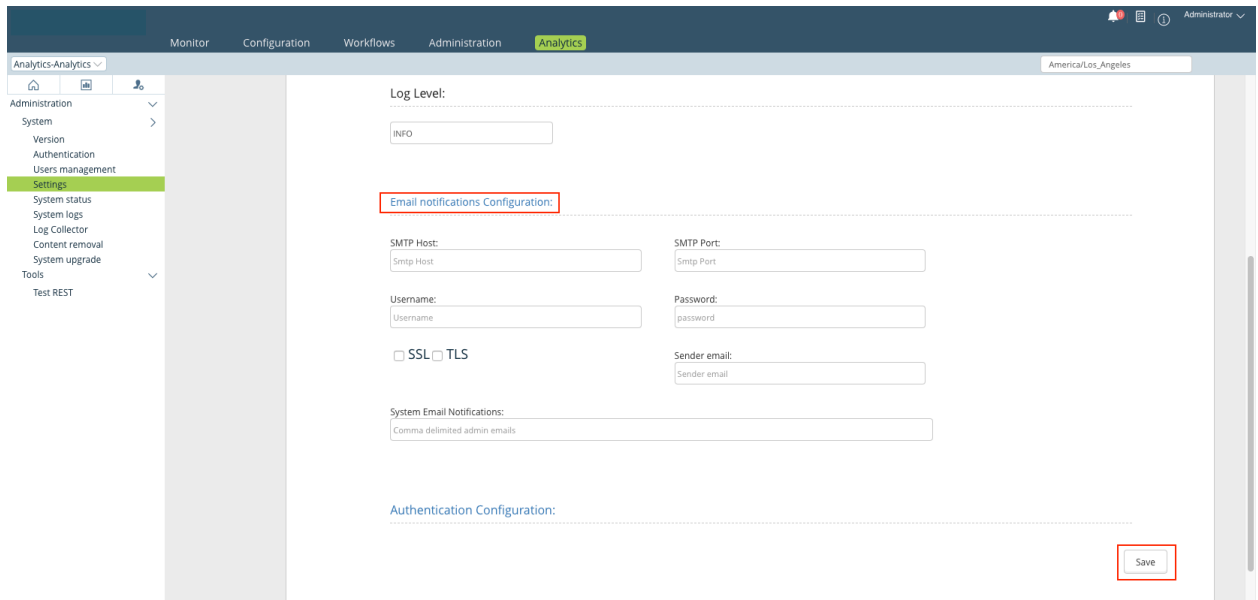 0
Administrator
Monitor Configuration Workflows Administration Analytics
Analytics-Analytics
America/Los_Angeles
Administration
System
Version
Authentication
Users management
Settings
System status
System logs
Log Collector
Content removal
System upgrade
Tools
Test REST
Log Level:
INFO
Email notifications Configuration:
SMTP Host: SMTP Port:
Smtp Host Smtp Port
Username: Password:
Username password
SSL TLS
Sender email:
Sender email
System Email Notifications:
Comma delimited admin emails
Authentication Configuration:
Save